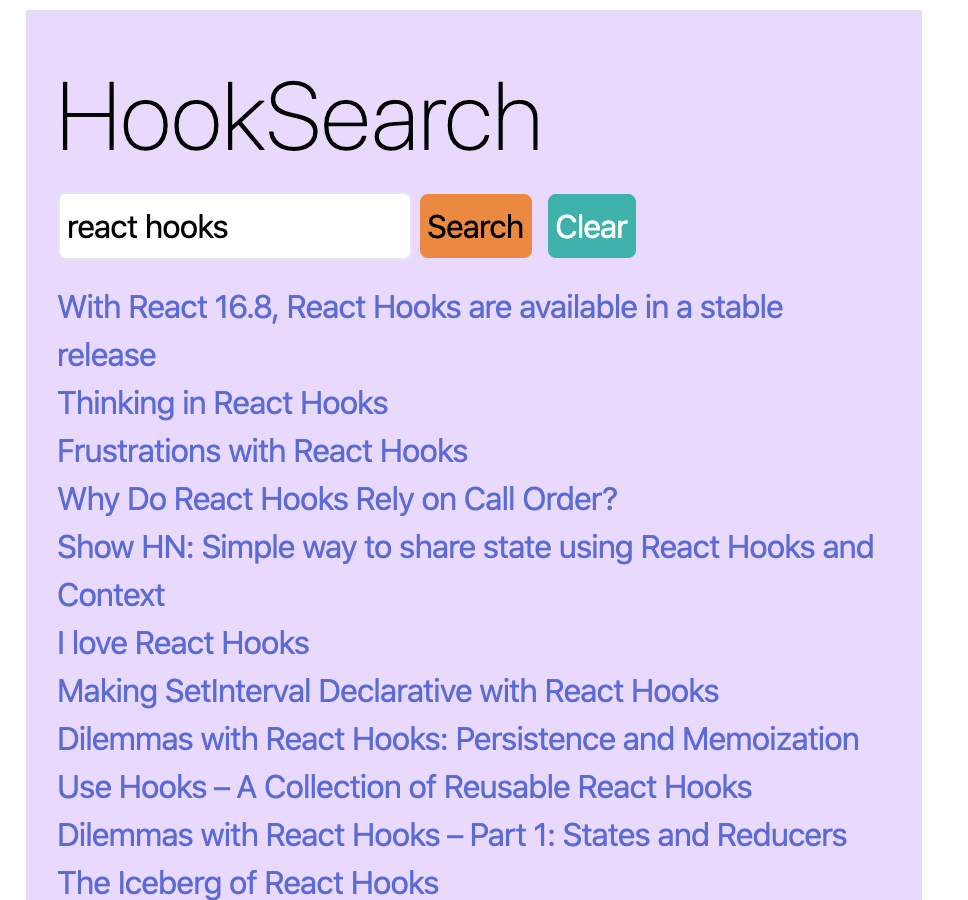 HookSearch
react hooks Search Clear
With React 16.8, React Hooks are available in a stable
release
Thinking in React Hooks
Frustrations with React Hooks
Why Do React Hooks Rely on Call Order?
Show HN: Simple way to share state using React Hooks and
Context
I love React Hooks
Making SetInterval Declarative with React Hooks
Dilemmas with React Hooks: Persistence and Memoization
Use Hooks – A Collection of Reusable React Hooks
Dilemmas with React Hooks – Part 1: States and Reducers
The Iceberg of React Hooks